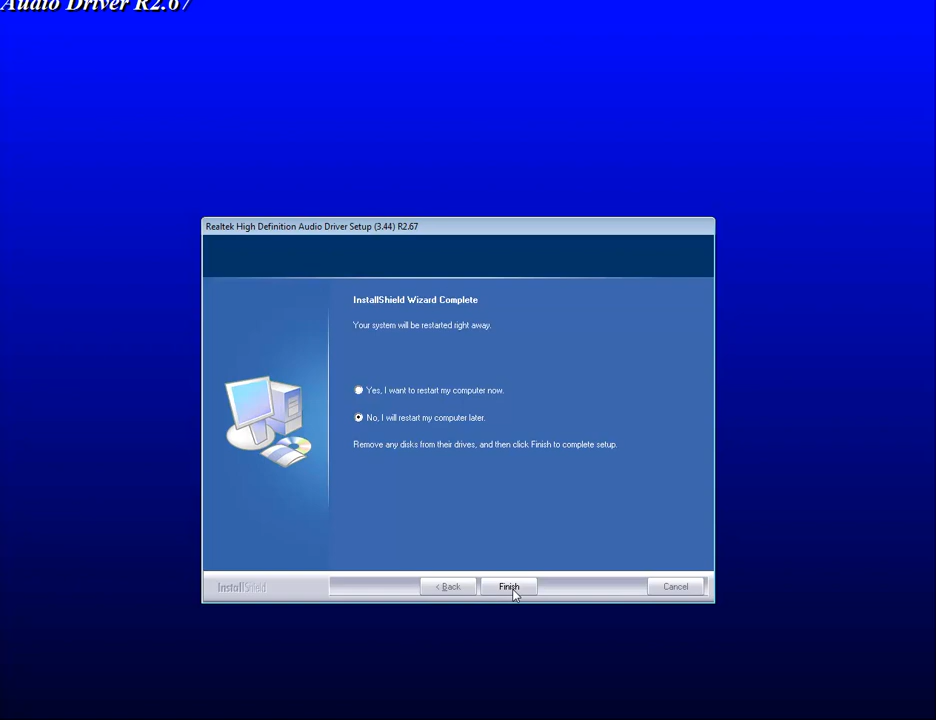 Audio Driver R2.67
Realtek High Definition Audio Driver Setup (3.44) R2.67
InstallShield Wizard Complete
Your system will be restarted right away.
Yes, I want to restart my computer now.
No, I will restart my computer later.
Remove any disks from their drives, and then click Finish to complete setup.
InstallShield
< Back
Finish
Cancel